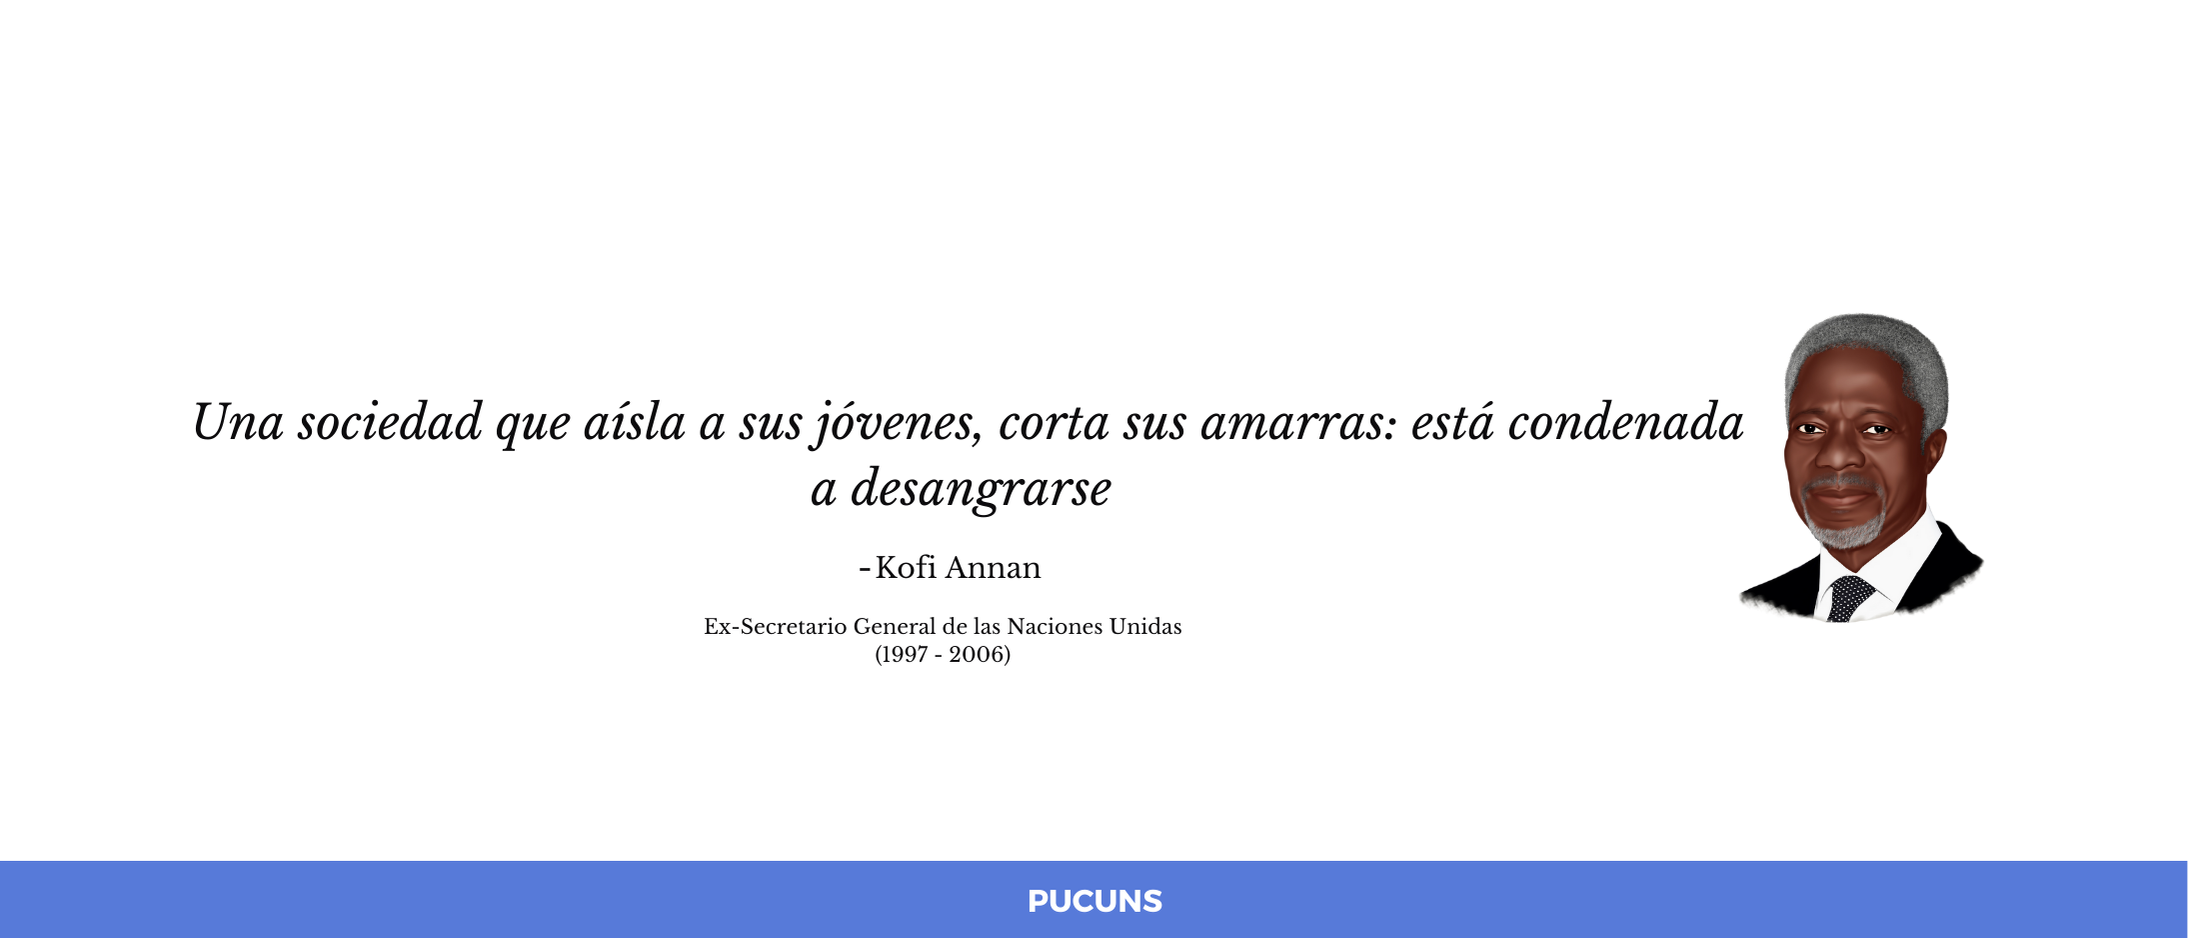 Una sociedad que aísla a sus jóvenes, corta sus amarras: está condenada
a desangrarse
-Kofi Annan
Ex-Secretario General de las Naciones Unidas
(1997 - 2006)
PUCUNS